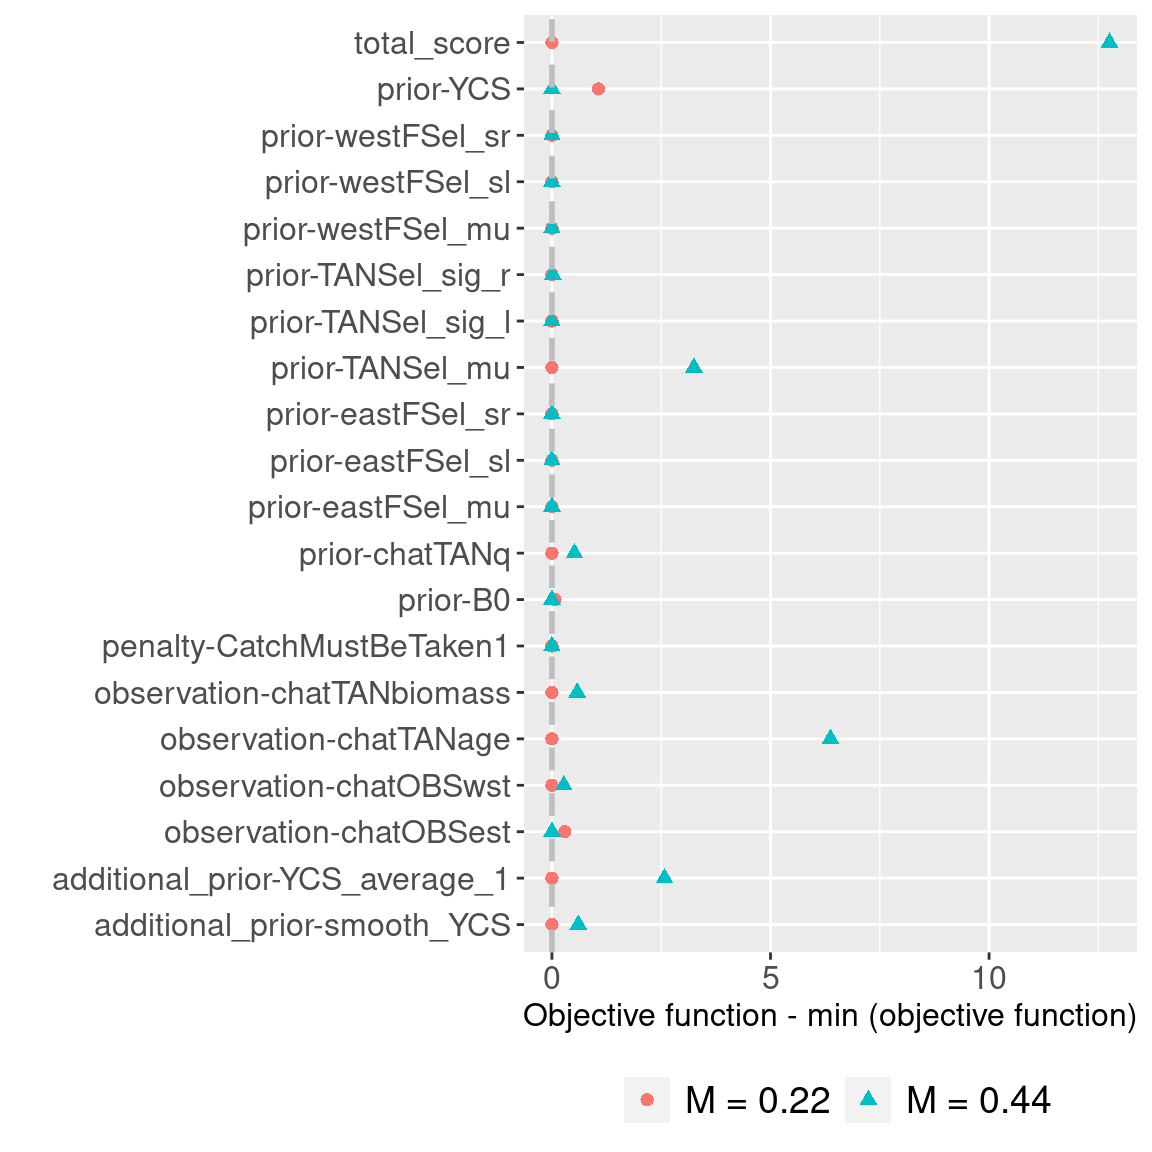 total_score
prior-YCS
prior-westFSel_sr
prior-westFSel_sl
prior-westFSel_mu
prior-TANSel_sig_r
prior-TANSel_sig_l
prior-TANSel_mu
prior-eastFSel_sr
prior-eastFSel_sl
prior-eastFSel_mu
prior-chatTANq
prior-B0
penalty-CatchMustBeTaken1
observation-chatTANbiomass
observation-chatTANage
observation-chatOBSwst
observation-chatOBSest
additional_prior-YCS_average_1
additional_prior-smooth_YCS
0 5 10
Objective function - min (objective function)
M = 0.22 M = 0.44